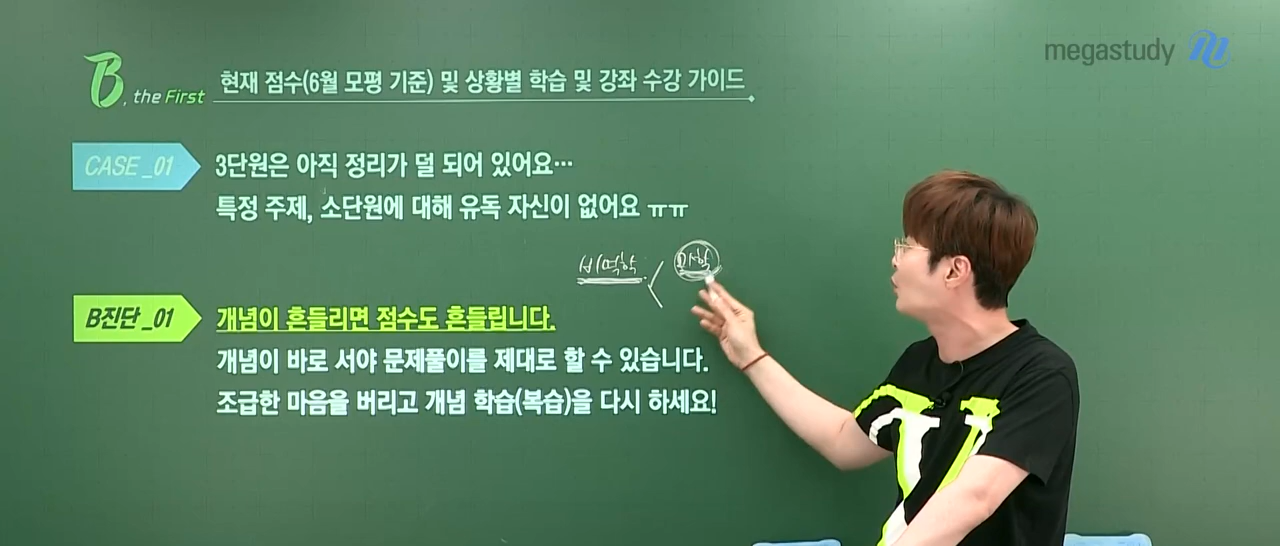 megastudy
B, the First 현재 점수(6월 모평 기준) 및 상황별 학습 및 강좌 수강 가이드
CASE_01 3단원은 아직 정리가 덜 되어 있어요…
특정 주제, 소단원에 대해 유독 자신이 없어요 ㅠㅠ
비역학
B진단_01 개념이 흔들리면 점수도 흔들립니다.
개념이 바로 서야 문제풀이를 제대로 할 수 있습니다.
조급한 마음을 버리고 개념 학습(복습)을 다시 하세요!